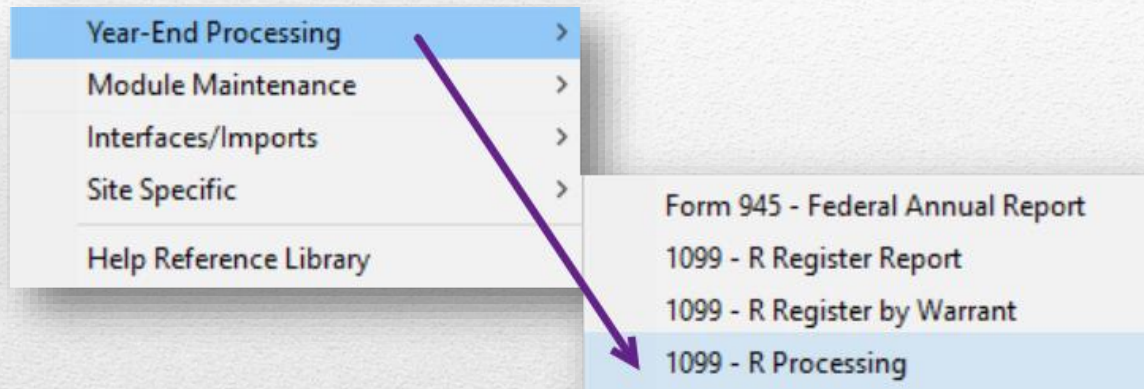 Year-End Processing
Module Maintenance
Interfaces/Imports
Site Specific
Help Reference Library
Form 945 - Federal Annual Report
1099 - R Register Report
1099 - R Register by Warrant
1099 - R Processing